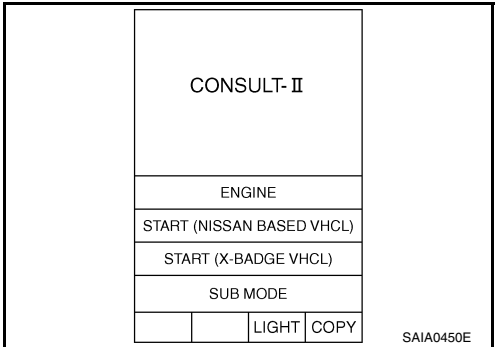 CONSULT-II
ENGINE
START (NISSAN BASED VHCL)
START (X-BADGE VHCL)
SUB MODE
LIGHT COPY
SAIA0450E